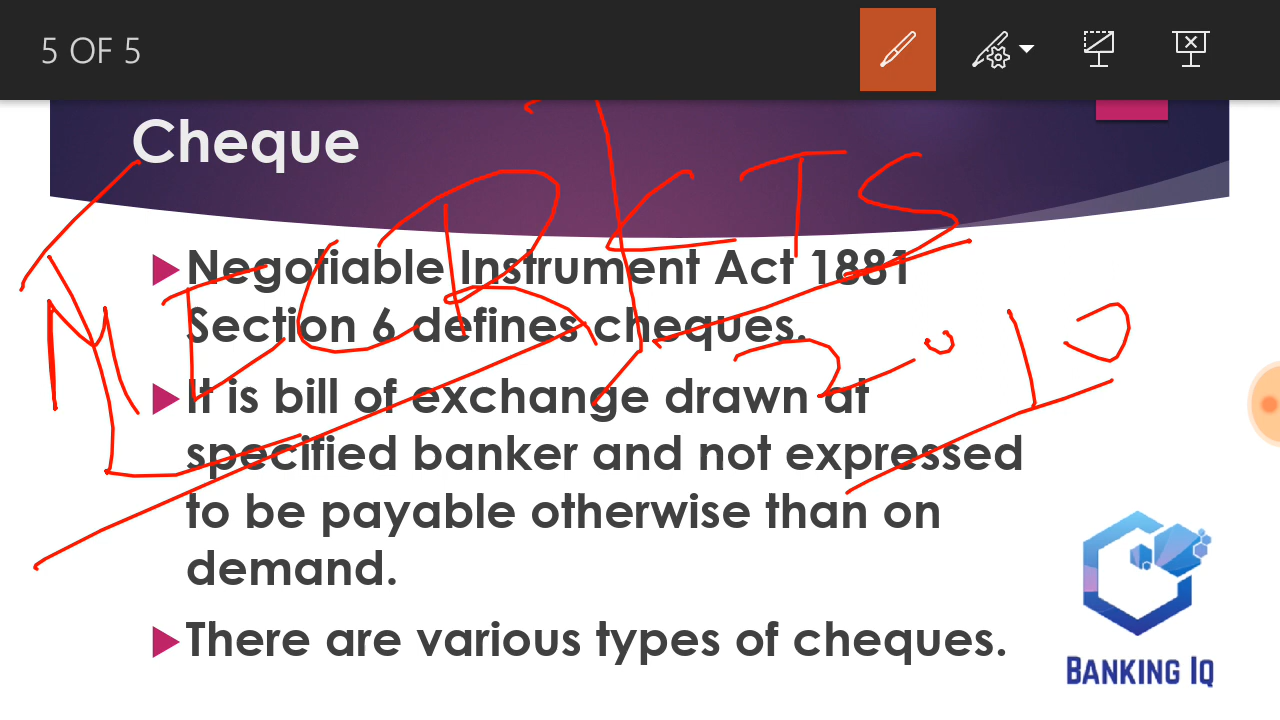 5 OF 5
Cheque
Negotiable Instrument Act 1881
Section 6 defines cheques.
It is bill of exchange drawn at
specified banker and not expressed
to be payable otherwise than on
demand.
There are various types of cheques.
CTS
2010
BANKING IQ